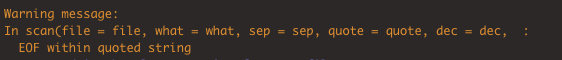 Warning message:
In scan(file = file, what = what, sep = sep, quote = quote, dec = dec,  :
  EOF within quoted string